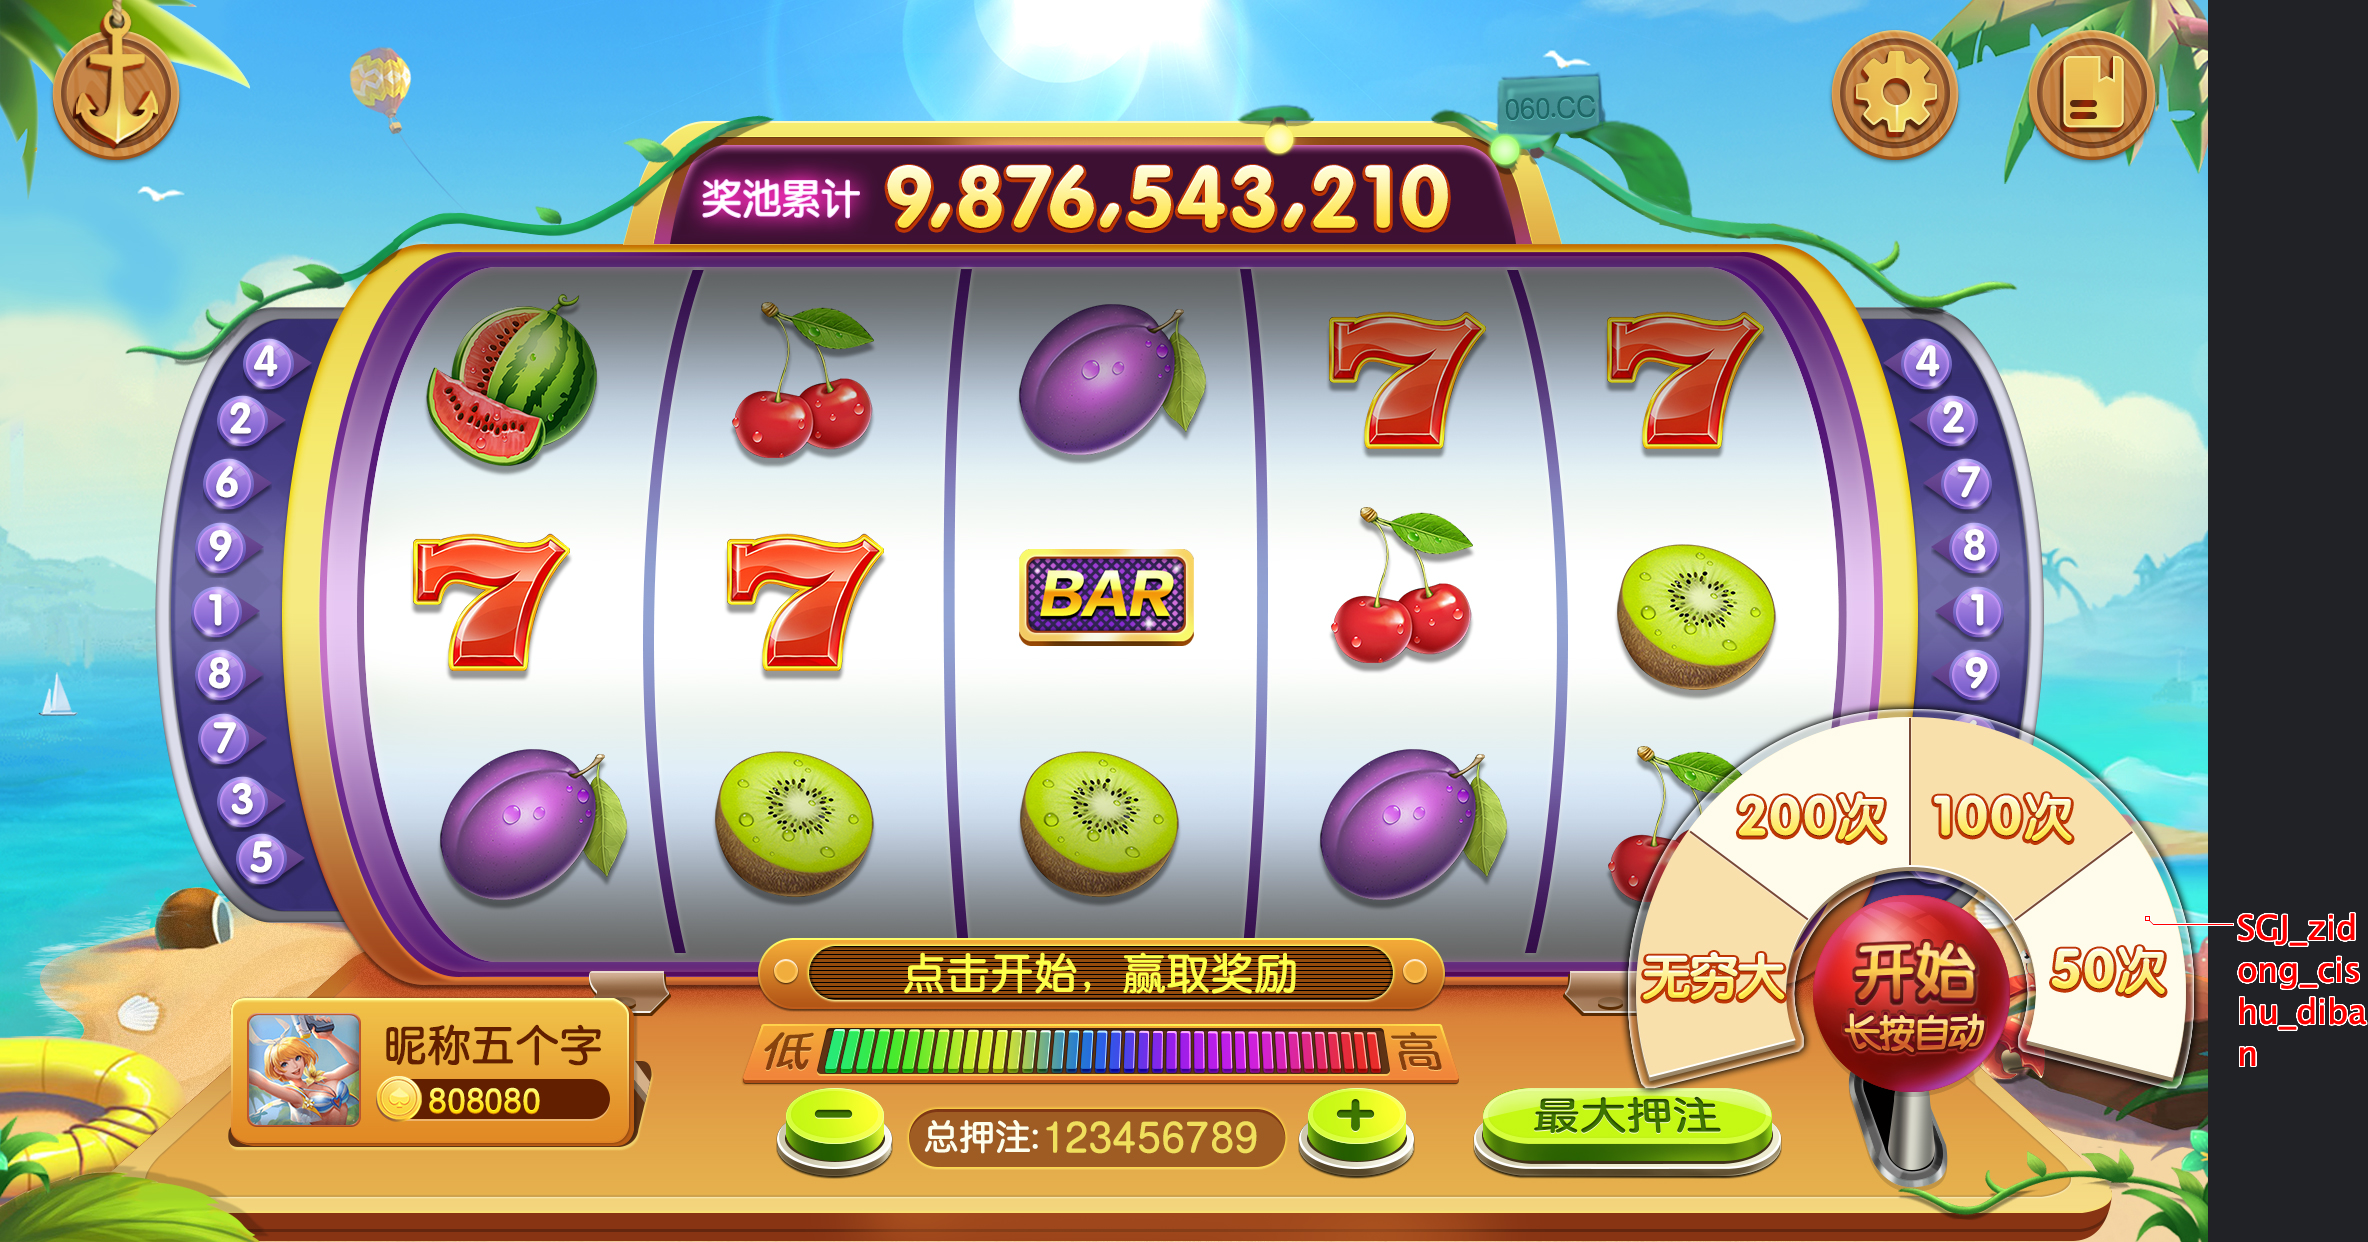 060.CC
奖池累计 9,876,543,210
4
2
6
9
1
8
7
3
5
4
2
7
8
1
9
BAR
200次
100次
无穷大
50次
开始
长按自动
点击开始，赢取奖励
低
高
昵称五个字
808080
总押注:123456789
最大押注
SGJ_zid
ong_cis
hu_diba
n